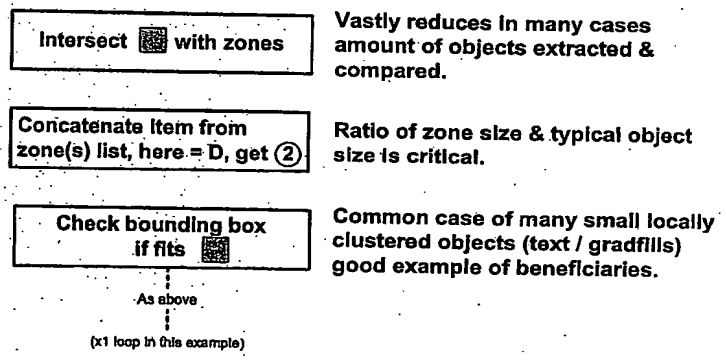 Intersect with zones
Vastly reduces in many cases
amount of objects extracted &
compared.
Concatenate item from
zone(s) list, here = D, get 2
Ratio of zone size & typical object
size is critical.
Check bounding box
if fits
Common case of many small locally
clustered objects (text / gradfills)
good example of beneficiaries.
As above
(x1 loop in this example)